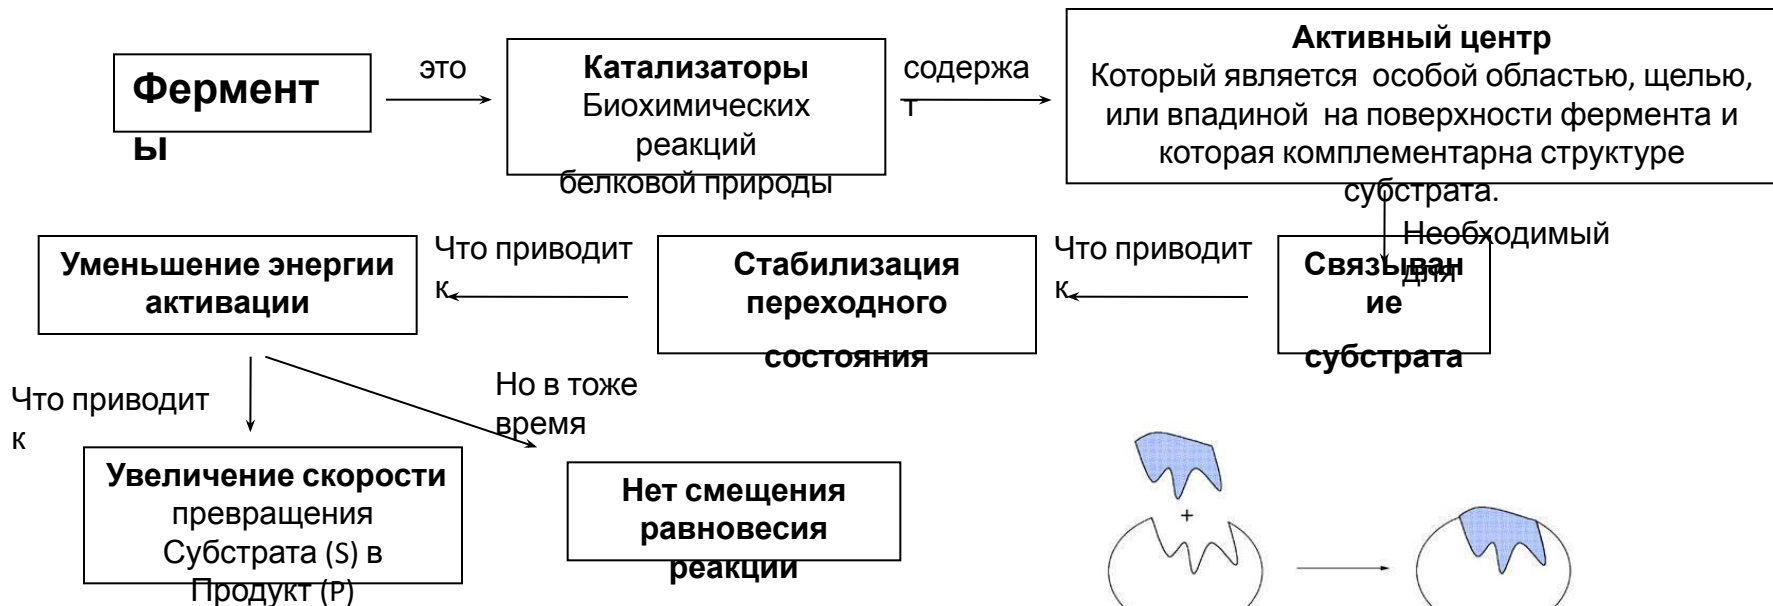 Фермент
ы
это
Катализаторы
Биохимических
реакций
белковой природы
содержа
т
Активный центр
Который является особой областью, щелью,
или впадиной на поверхности фермента и
которая комплементарна структуре
субстрата.
Необходимый
для
Связыван
ие
субстрата
Что приводит
к
Стабилизация
переходного
состояния
Что приводит
к
Уменьшение энергии
активации
Что приводит
к
Но в тоже
время
Увеличение скорости
превращения
Субстрата (S) в
Продукт (P)
Нет смещения
равновесия
реакции
+